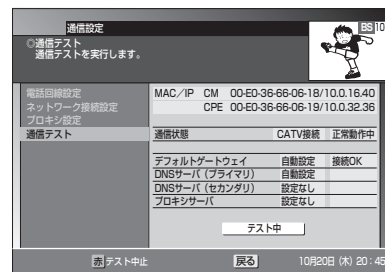 通信設定
BS 10
◎通信テスト
通信テストを実行します。
電話回線設定
ネットワーク接続設定
プロキシ設定
通信テスト
MAC／IP CM 00-E0-36-66-06-18/10.0.16.40
CPE 00-E0-36-66-06-19/10.0.32.36
通信状態 CATV接続 正常動作中
デフォルトゲートウェイ 自動設定 接続OK
DNSサーバ（プライマリ） 自動設定
DNSサーバ（セカンダリ） 設定なし
プロキシサーバ 設定なし
テスト中
赤 テスト中止 戻る 10月20日 (木) 20：45